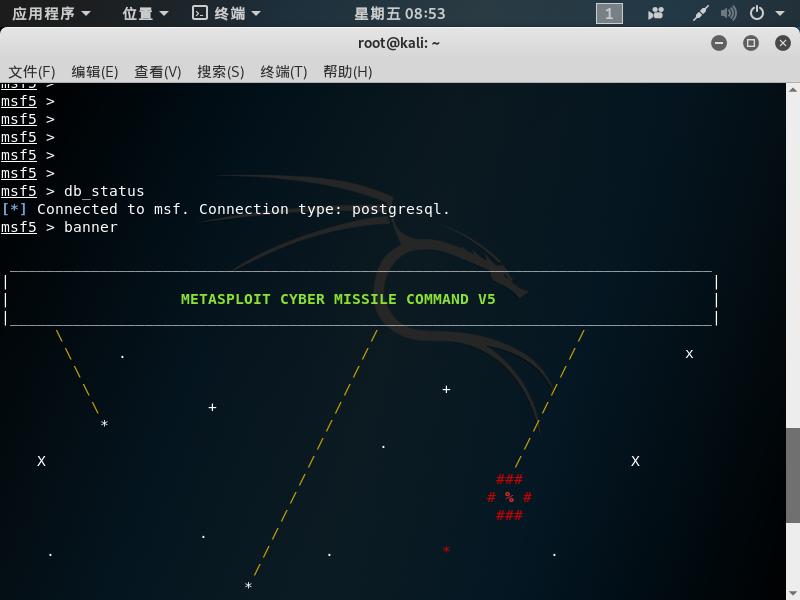 应用程序 位置 终端 星期五 08:53 1
root@kali: ~
文件(F) 编辑(E) 查看(V) 搜索(S) 终端(T) 帮助(H)
msf5 >
msf5 >
msf5 >
msf5 >
msf5 >
msf5 >
msf5 > db_status
[*] Connected to msf. Connection type: postgresql.
msf5 > banner
METASPLOIT CYBER MISSILE COMMAND V5
\ / /
\ . / / x
\ / /
\ / + /
\ + / /
* / /
/ . /
X / / X
/ ###
/ # % #
/ ###
. /
. / . * .
/
*